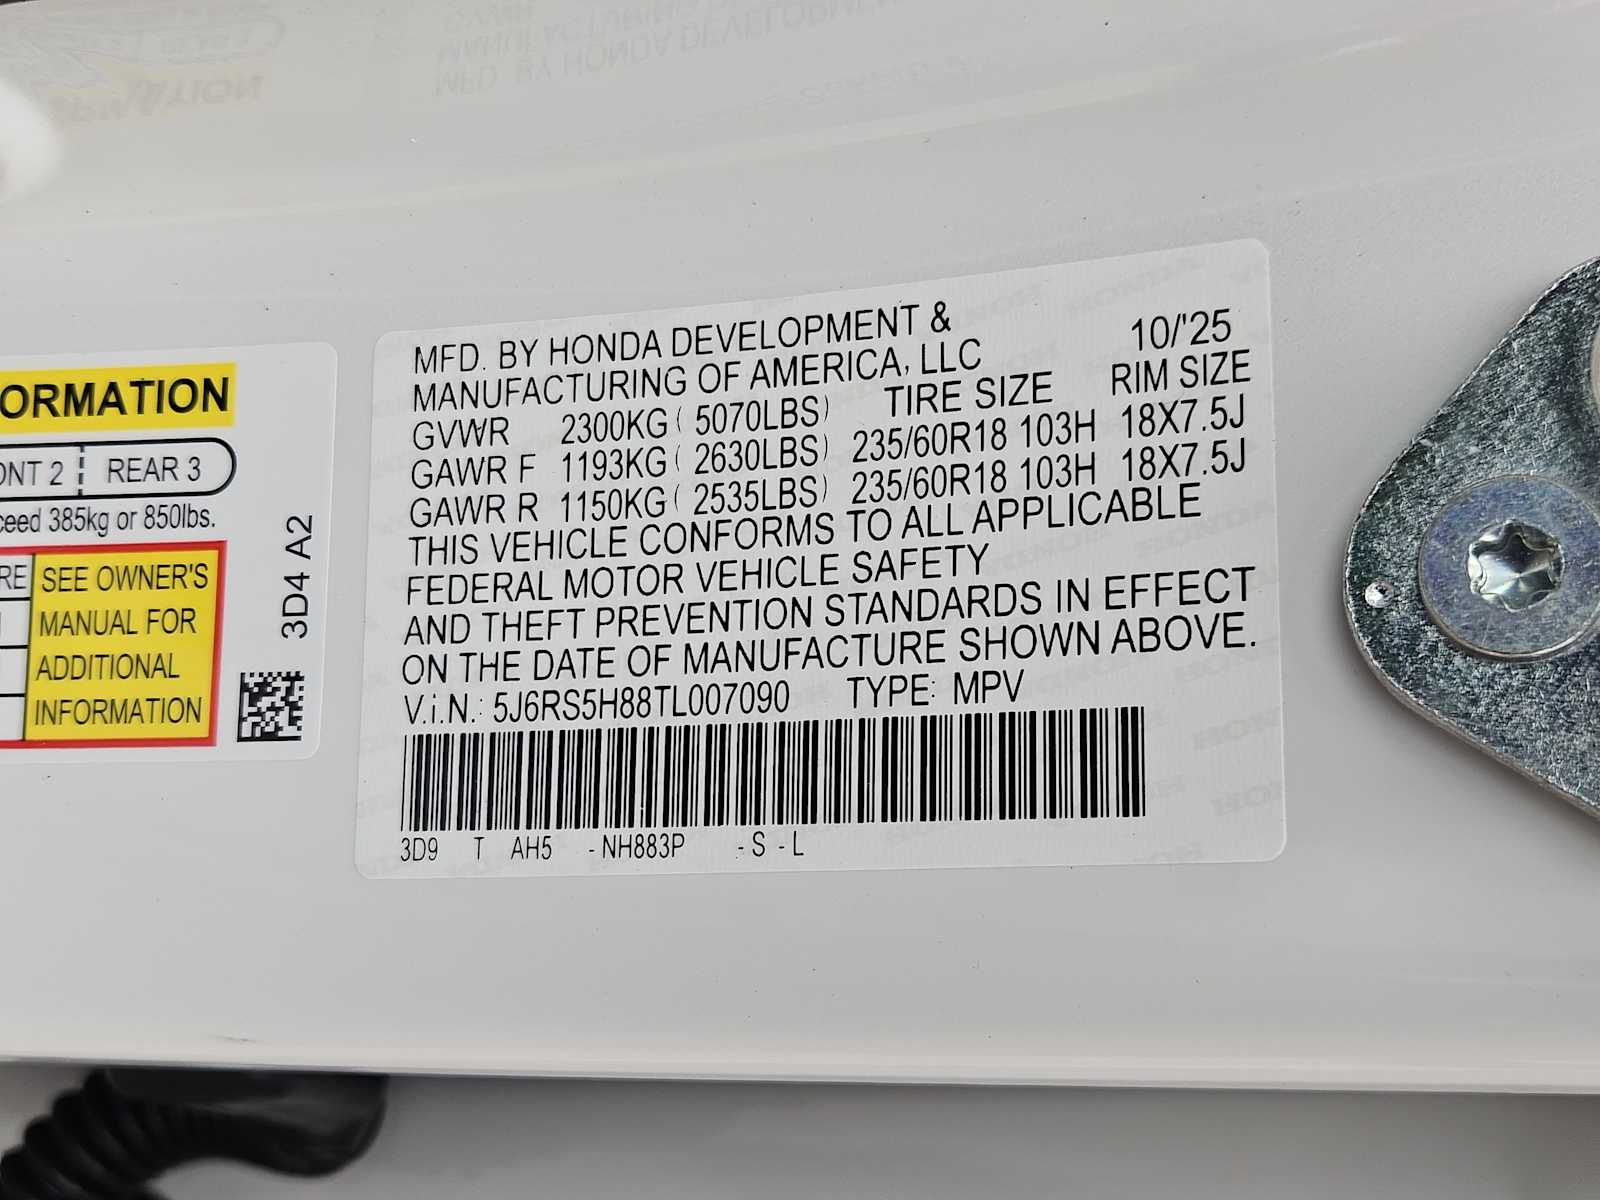 ORMATION
ONT 2 REAR 3
ceed 385kg or 850lbs.
RE SEE OWNER'S
MANUAL FOR
ADDITIONAL
INFORMATION
3D4 A2
MFD. BY HONDA DEVELOPMENT & 10/'25
MANUFACTURING OF AMERICA, LLC
TIRE SIZE RIM SIZE
GVWR 2300KG ( 5070LBS)
GAWR F 1193KG ( 2630LBS) 235/60R18 103H 18X7.5J
GAWR R 1150KG ( 2535LBS) 235/60R18 103H 18X7.5J
THIS VEHICLE CONFORMS TO ALL APPLICABLE
FEDERAL MOTOR VEHICLE SAFETY
AND THEFT PREVENTION STANDARDS IN EFFECT
ON THE DATE OF MANUFACTURE SHOWN ABOVE.
V.i.N.: 5J6RS5H88TL007090 TYPE: MPV
3D9 T AH5 - NH883P - S - L